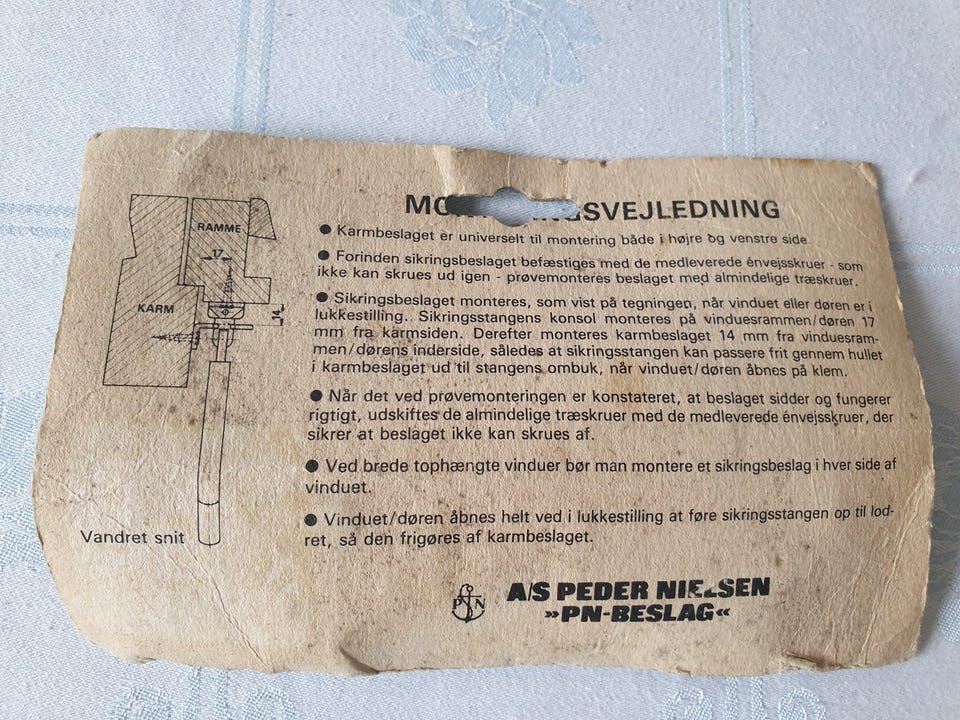 MO INGSVEJLEDNING
● Karmbeslaget er universelt til montering både i højre og venstre side.
● Forinden sikringsbeslaget befæstiges med de medleverede énvejsskruer - som
ikke kan skrues ud igen - prøvemonteres beslaget med almindelige træskruer.
● Sikringsbeslaget monteres, som vist på tegningen, når vinduet eller døren er i
lukkestilling. Sikringsstangens konsol monteres på vinduesrammen/døren 17
mm fra karmsiden. Derefter monteres karmbeslaget 14 mm fra vinduesram-
men/dørens inderside, således at sikringsstangen kan passere frit gennem hullet
i karmbeslaget ud til stangens ombuk, når vinduet/døren åbnes på klem.
● Når det ved prøvemonteringen er konstateret, at beslaget sidder og fungerer
rigtigt, udskiftes de almindelige træskruer med de medleverede énvejsskruer, der
sikrer at beslaget ikke kan skrues af.
● Ved brede tophængte vinduer bør man montere et sikringsbeslag i hver side af
vinduet.
● Vinduet/døren åbnes helt ved i lukkestilling at føre sikringsstangen op til lod-
ret, så den frigøres af karmbeslaget.
RAMME
17
KARM
14
Vandret snit
PN
A/S PEDER NIELSEN
»PN-BESLAG«